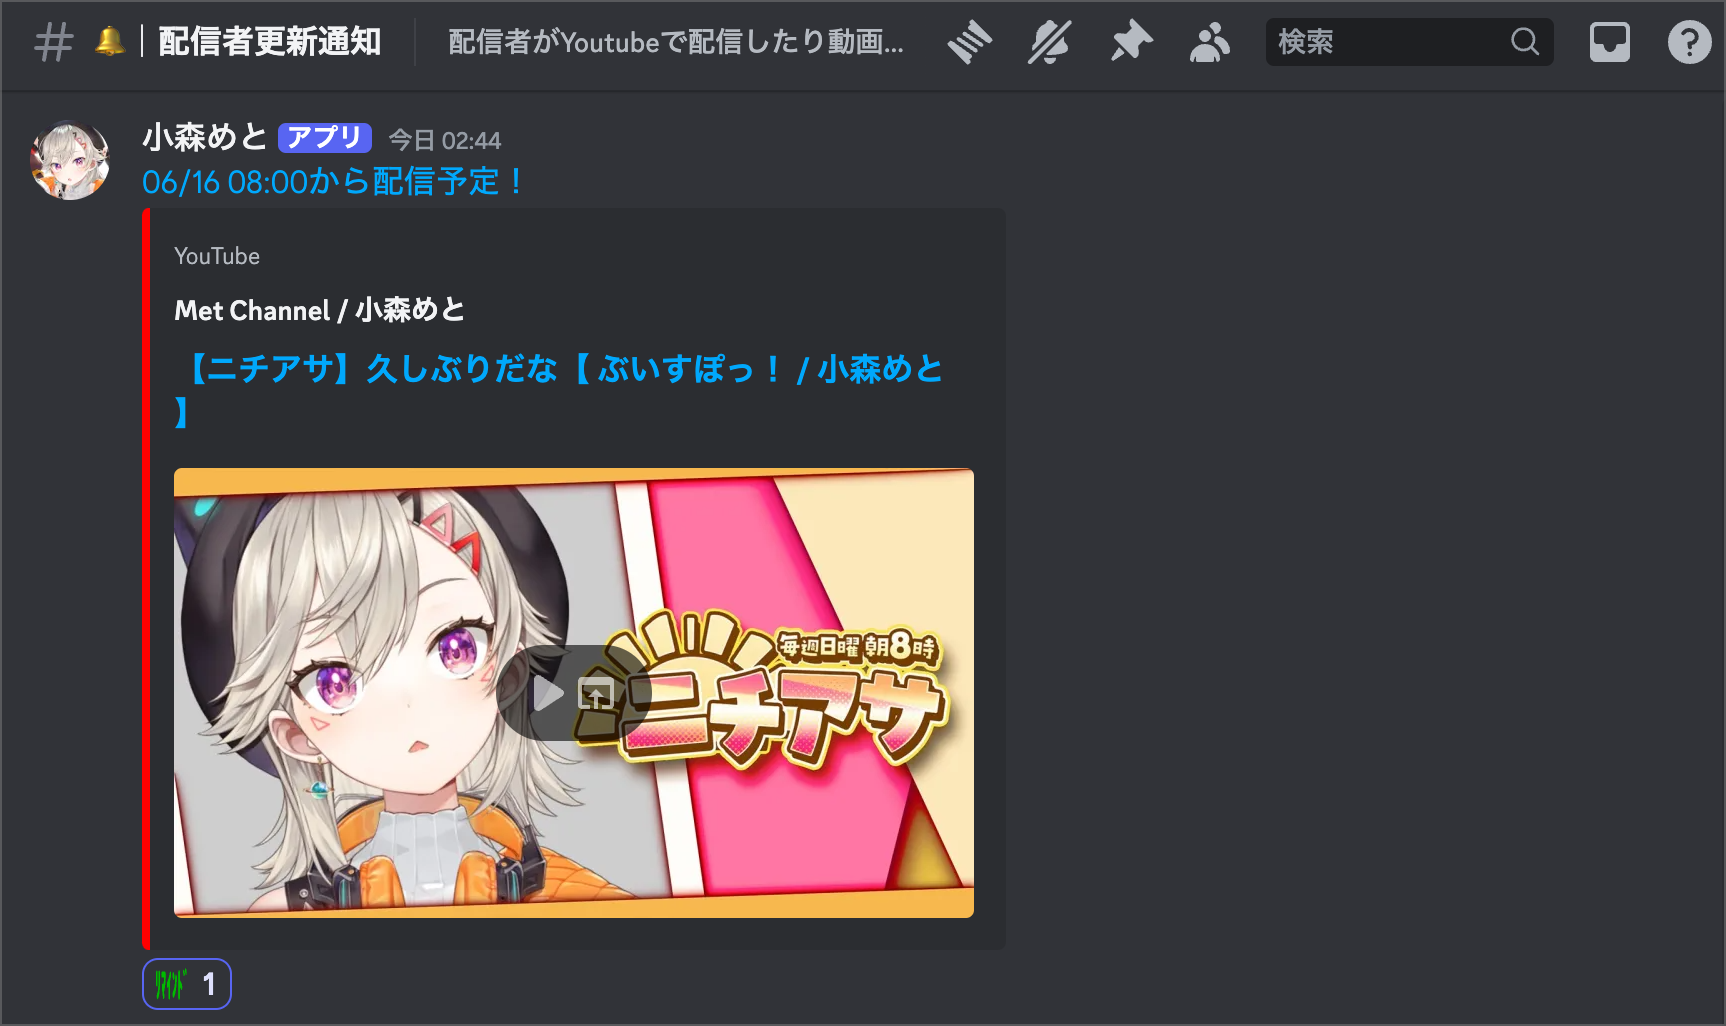 🔔 | 配信者更新通知
配信者がYoutubeで配信したり動画...
検索
小森めと アプリ 今日 02:44
06/16 08:00から配信予定！
YouTube
Met Channel / 小森めと
【ニチアサ】久しぶりだな【 ぶいすぽっ！ / 小森めと
】
毎週日曜 朝8時
ニチアサ
ﾘﾏｲﾝﾄﾞ 1